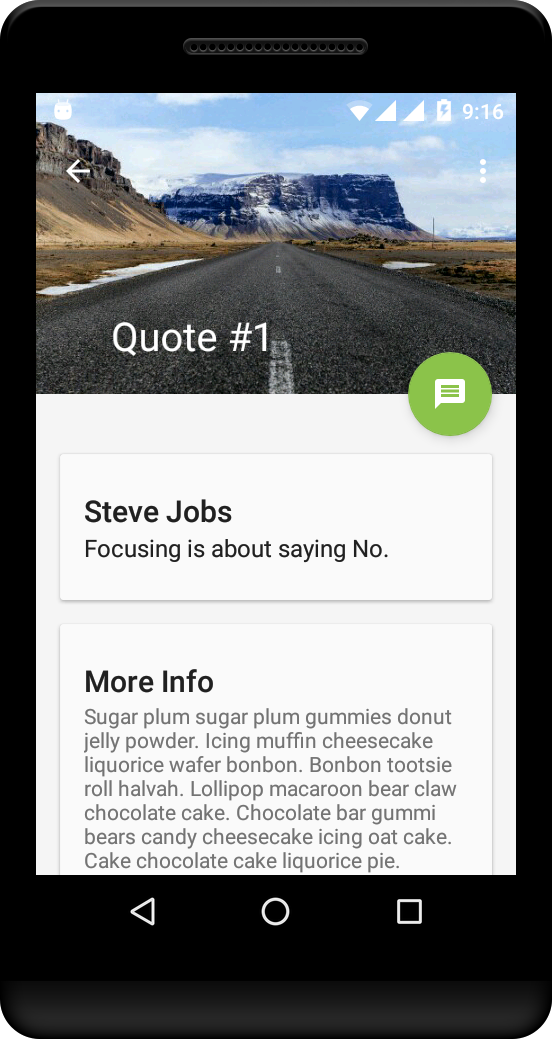 9:16
Quote #1
Steve Jobs
Focusing is about saying No.
More Info
Sugar plum sugar plum gummies donut
jelly powder. Icing muffin cheesecake
liquorice wafer bonbon. Bonbon tootsie
roll halvah. Lollipop macaroon bear claw
chocolate cake. Chocolate bar gummi
bears candy cheesecake icing oat cake.
Cake chocolate cake liquorice pie.